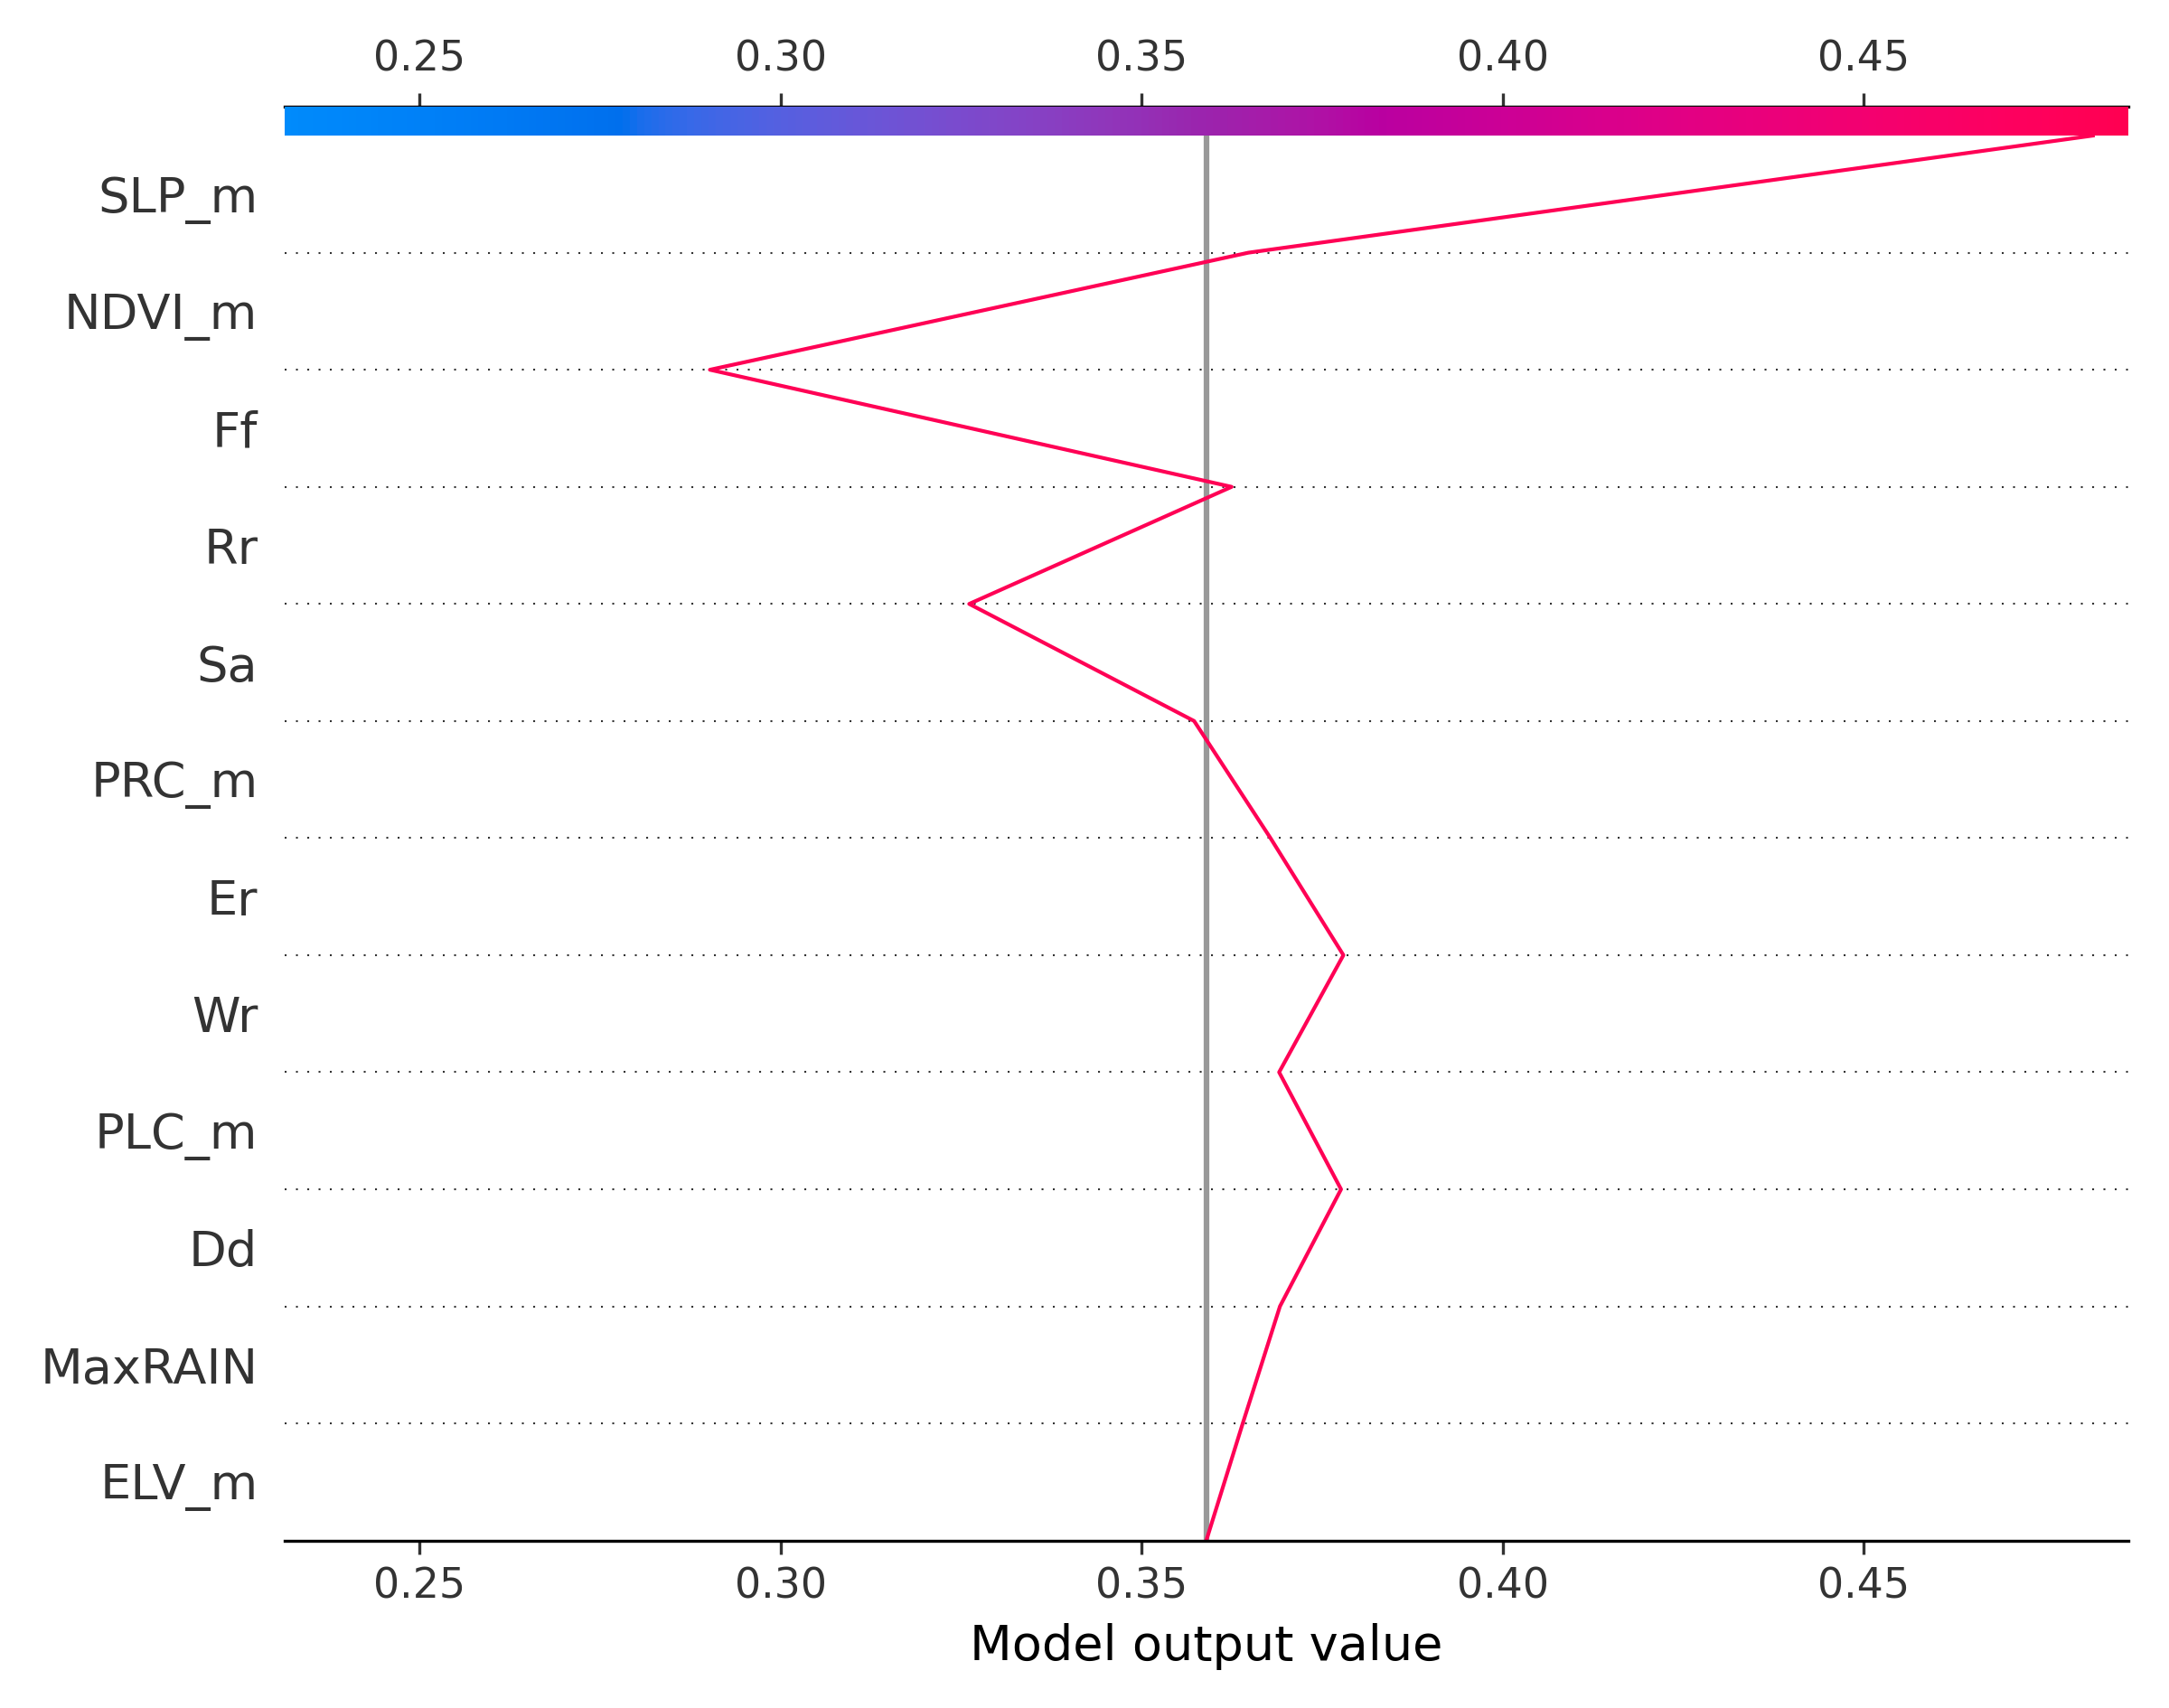 0.25 0.30 0.35 0.40 0.45
SLP_m
NDVI_m
Ff
Rr
Sa
PRC_m
Er
Wr
PLC_m
Dd
MaxRAIN
ELV_m
0.25 0.30 0.35 0.40 0.45
Model output value